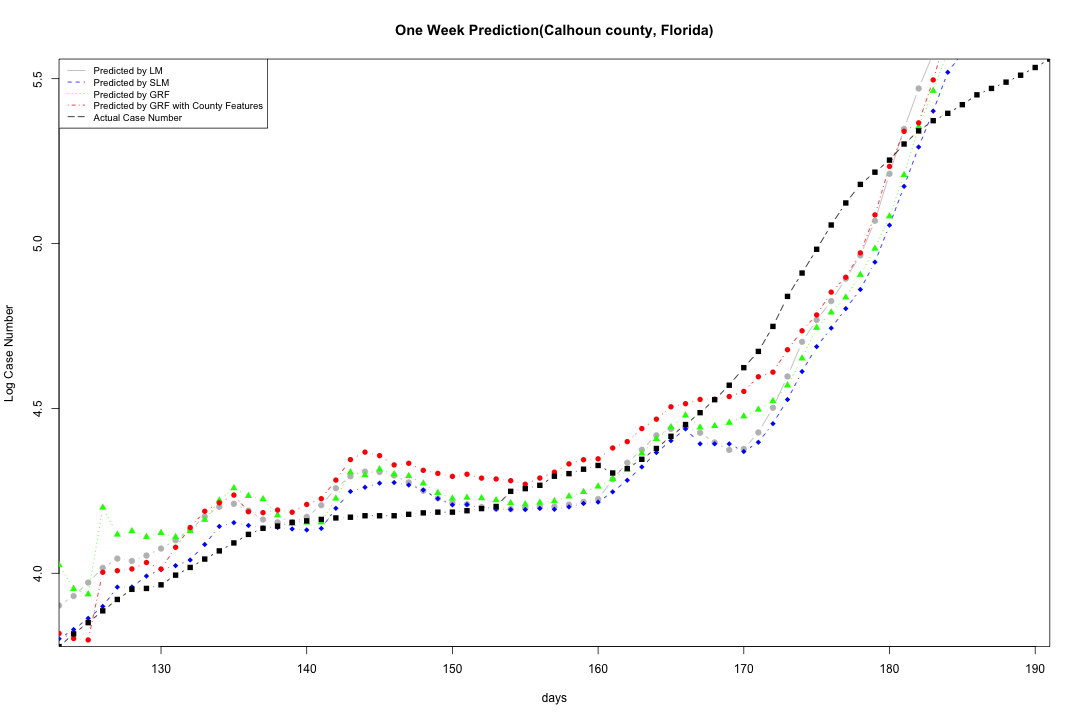 One Week Prediction(Calhoun county, Florida)
Predicted by LM
Predicted by SLM
Predicted by GRF
Predicted by GRF with County Features
Actual Case Number
5.5
5.0
4.5
4.0
Log Case Number
130 140 150 160 170 180 190
days